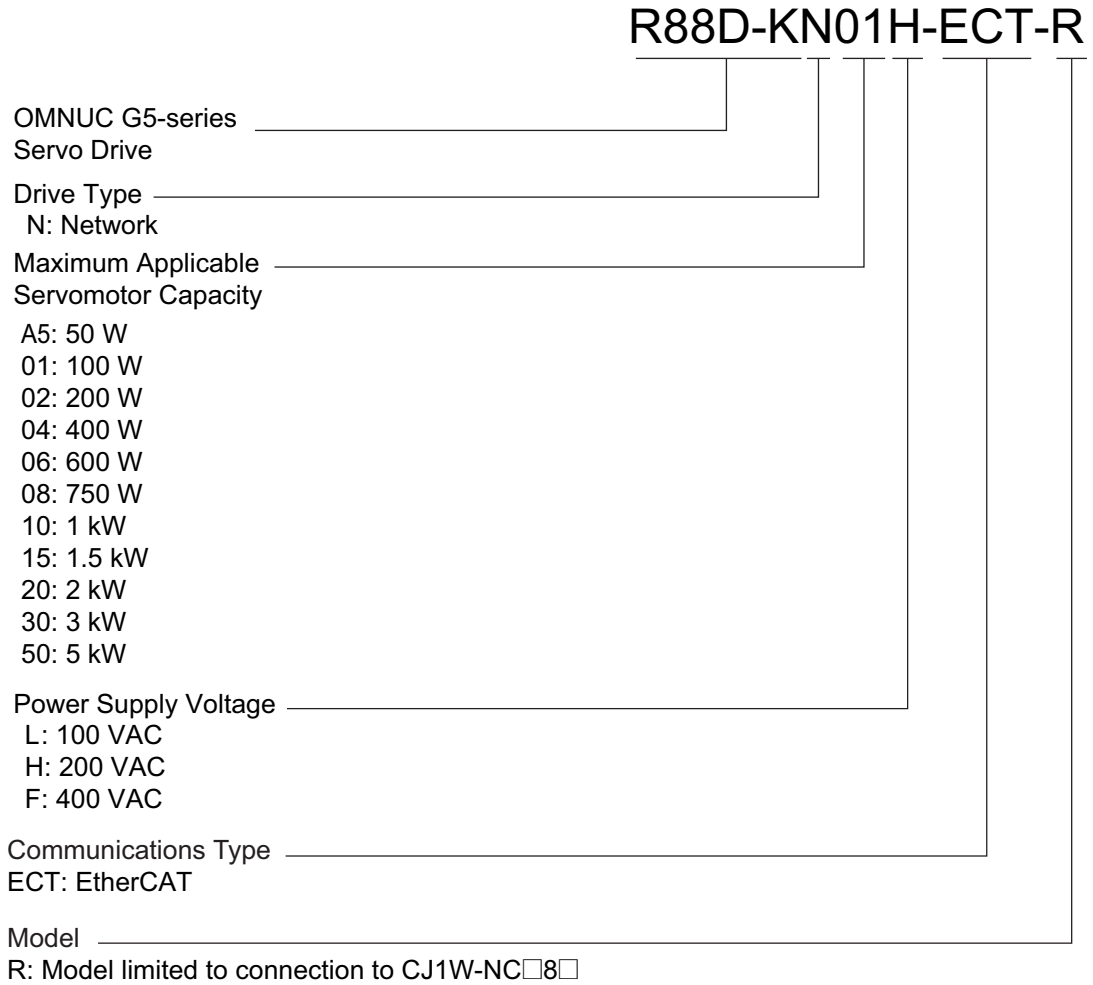 R88D-KN01H-ECT-R
OMNUC G5-series
Servo Drive
Drive Type
N: Network
Maximum Applicable
Servomotor Capacity
A5: 50 W
01: 100 W
02: 200 W
04: 400 W
06: 600 W
08: 750 W
10: 1 kW
15: 1.5 kW
20: 2 kW
30: 3 kW
50: 5 kW
Power Supply Voltage
L: 100 VAC
H: 200 VAC
F: 400 VAC
Communications Type
ECT: EtherCAT
Model
R: Model limited to connection to CJ1W-NC□8□